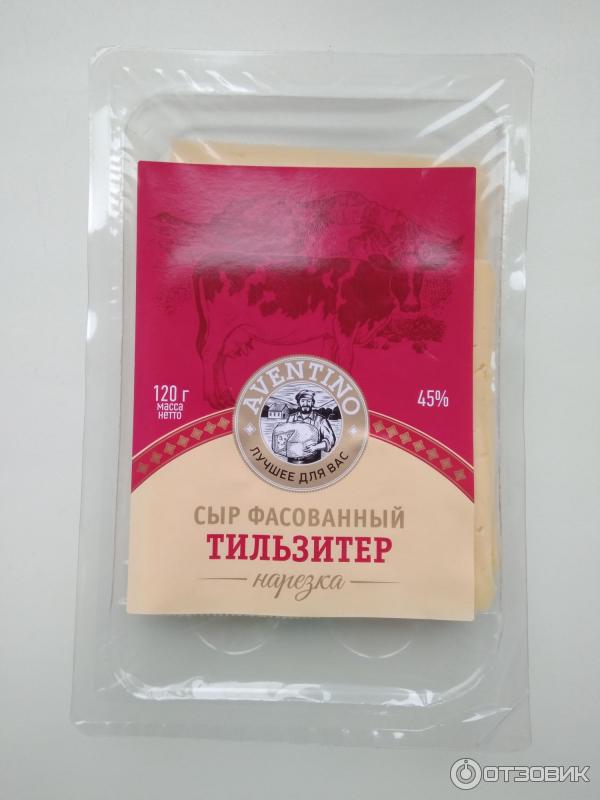 120 г
масса
нетто
45%
AVENTINO
ЛУЧШЕЕ ДЛЯ ВАС
СЫР ФАСОВАННЫЙ
ТИЛЬЗИТЕР
нарезка
ОТЗОВИК